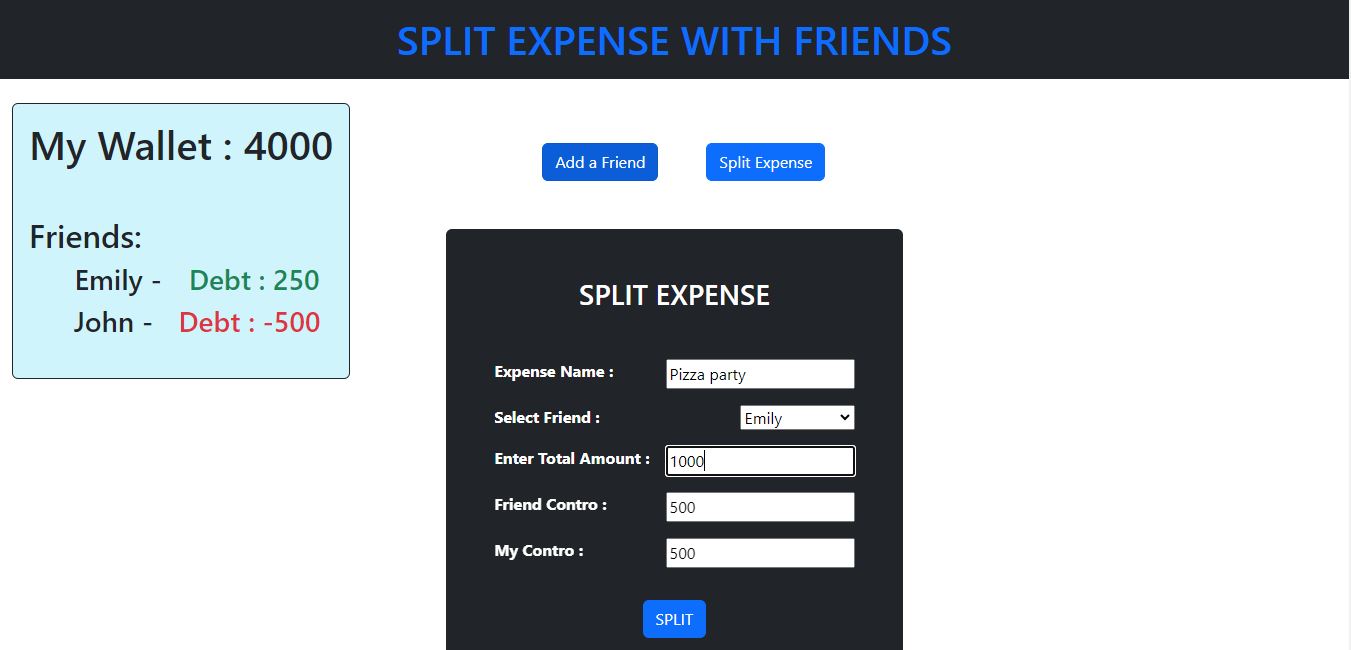 SPLIT EXPENSE WITH FRIENDS
My Wallet : 4000
Friends:
Emily - Debt : 250
John - Debt : -500
Add a Friend Split Expense
SPLIT EXPENSE
Expense Name : Pizza party
Select Friend : Emily
Enter Total Amount : 1000
Friend Contro : 500
My Contro : 500
SPLIT